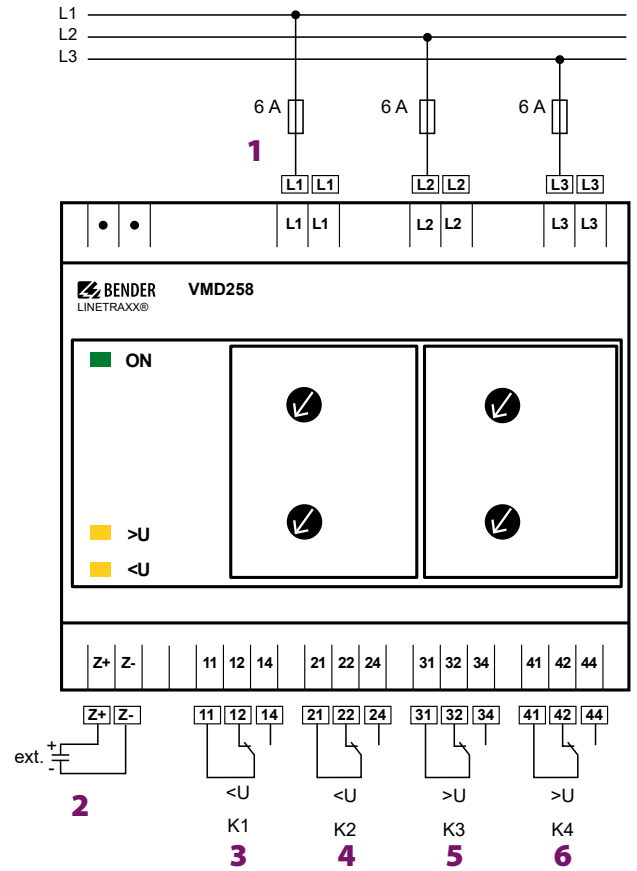 L1
L2
L3
6 A 6 A 6 A
1
L1 L1 L2 L2 L3 L3
L1 L1 L2 L2 L3 L3
BENDER VMD258
LINETRAXX®
ON
>U
<U
Z+ Z- 11 12 14 21 22 24 31 32 34 41 42 44
Z+ Z- 11 12 14 21 22 24 31 32 34 41 42 44
ext. + -
<U <U >U >U
2
K1 K2 K3 K4
3 4 5 6